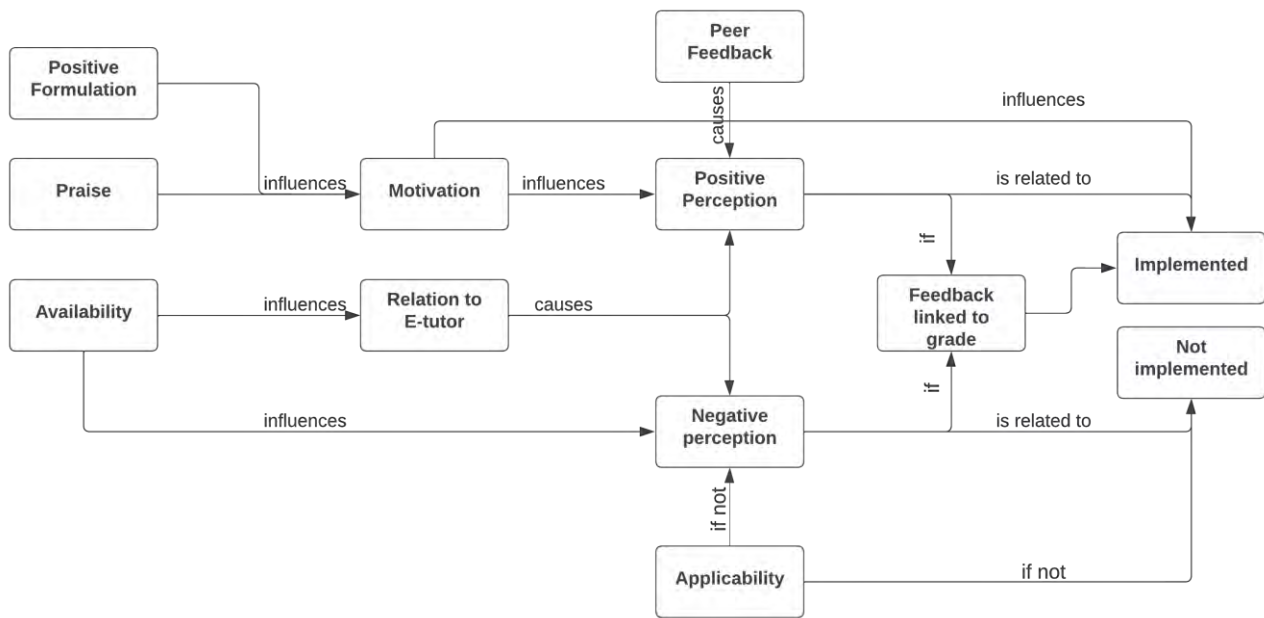 Peer
Feedback
Positive
Formulation
causes
influences
Praise
influences
Motivation
influences
Positive
Perception
is related to
if
Implemented
Availability
influences
Relation to
E-tutor
causes
Feedback
linked to
grade
Not
implemented
if
influences
Negative
perception
is related to
if not
Applicability
if not